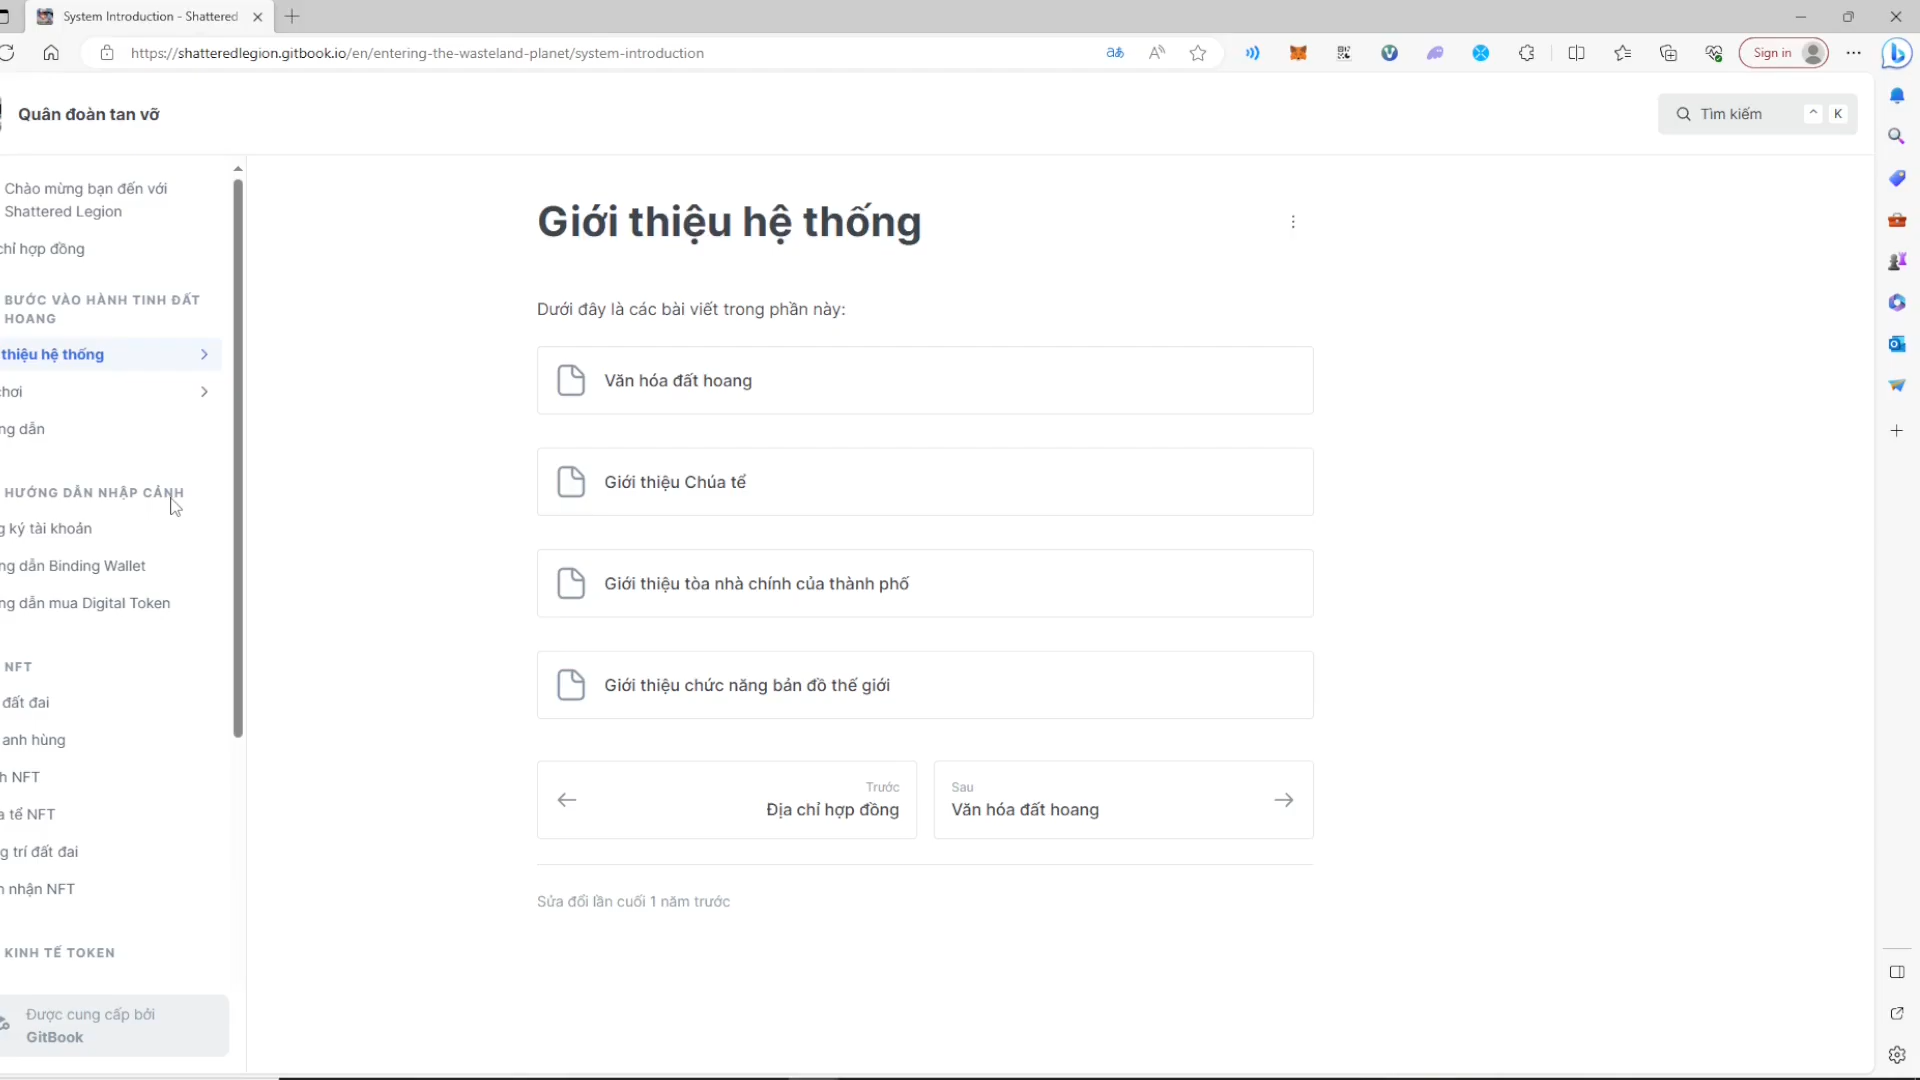 System Introduction - Shattered
https://shatteredlegion.gitbook.io/en/entering-the-wasteland-planet/system-introduction
Sign in
Quân đoàn tan vỡ
Tìm kiếm
^ K
Chào mừng bạn đến với
Shattered Legion
chỉ hợp đồng
BƯỚC VÀO HÀNH TINH ĐẤT
HOANG
thiệu hệ thống
chơi
ng dẫn
HƯỚNG DẪN NHẬP CẢNH
g ký tài khoản
ng dẫn Binding Wallet
ng dẫn mua Digital Token
NFT
đất đai
anh hùng
h NFT
a tể NFT
g trí đất đai
n nhận NFT
KINH TẾ TOKEN
Được cung cấp bởi
GitBook
Giới thiệu hệ thống
Dưới đây là các bài viết trong phần này:
Văn hóa đất hoang
Giới thiệu Chúa tể
Giới thiệu tòa nhà chính của thành phố
Giới thiệu chức năng bản đồ thế giới
Trước
Địa chỉ hợp đồng
Sau
Văn hóa đất hoang
Sửa đổi lần cuối 1 năm trước